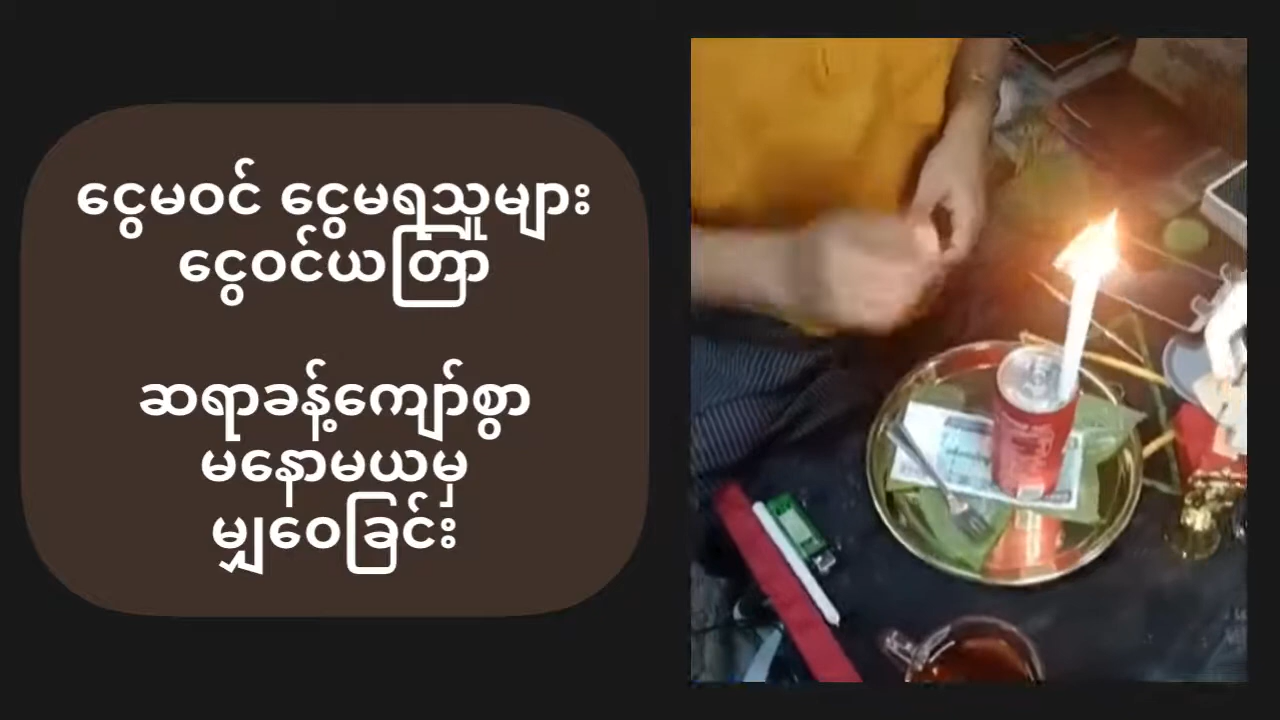 ငွေမဝင် ငွေမရသူများ
ငွေဝင်ယတြာ
ဆရာခန့်ကျော်စွာ
မနောမယမှ
မျှဝေခြင်း